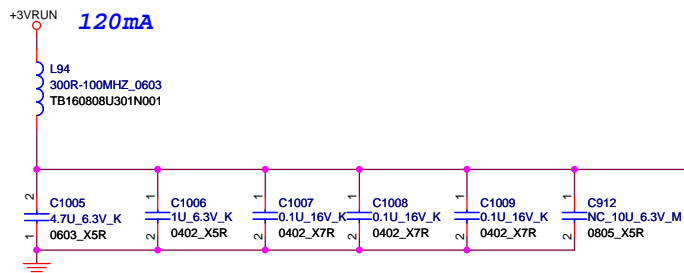 +3VRUN
120mA
L94
300R-100MHZ_0603
TB160808U301N001
2
C1005
4.7U_6.3V_K
0603_X5R
1
1
C1006
1U_6.3V_K
0402_X5R
2
1
C1007
0.1U_16V_K
0402_X7R
2
1
C1008
0.1U_16V_K
0402_X7R
2
1
C1009
0.1U_16V_K
0402_X7R
2
1
C912
NC_10U_6.3V_M
0805_X5R
2